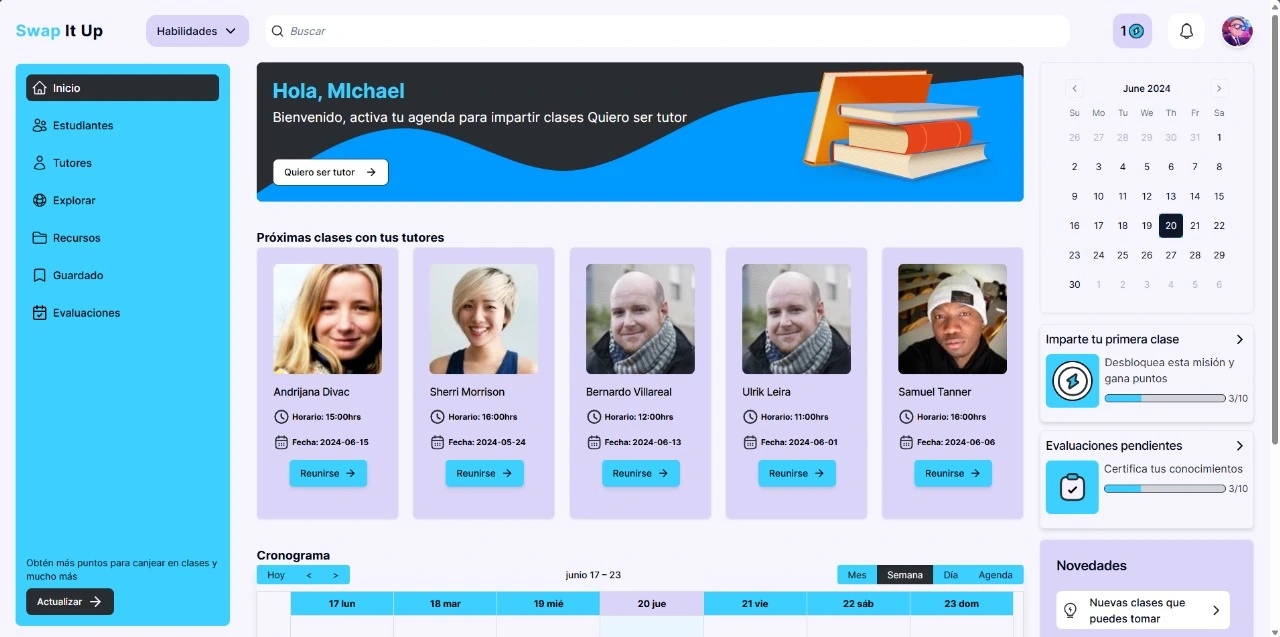 Swap It Up
Habilidades
Buscar
1
Inicio
Estudiantes
Tutores
Explorar
Recursos
Guardado
Evaluaciones
Obtén más puntos para canjear en clases y
mucho más
Actualizar
Hola, MIchael
Bienvenido, activa tu agenda para impartir clases Quiero ser tutor
Quiero ser tutor
Próximas clases con tus tutores
Andrijana Divac
Horario: 15:00hrs
Fecha: 2024-06-15
Reunirse
Sherri Morrison
Horario: 16:00hrs
Fecha: 2024-05-24
Reunirse
Bernardo Villareal
Horario: 12:00hrs
Fecha: 2024-06-13
Reunirse
Ulrik Leira
Horario: 11:00hrs
Fecha: 2024-06-01
Reunirse
Samuel Tanner
Horario: 16:00hrs
Fecha: 2024-06-06
Reunirse
Cronograma
Hoy < >
junio 17 – 23
Mes Semana Día Agenda
17 lun 18 mar 19 mié 20 jue 21 vie 22 sáb 23 dom
June 2024
Su Mo Tu We Th Fr Sa
26 27 28 29 30 31 1
2 3 4 5 6 7 8
9 10 11 12 13 14 15
16 17 18 19 20 21 22
23 24 25 26 27 28 29
30 1 2 3 4 5 6
Imparte tu primera clase
Desbloquea esta misión y
gana puntos
3/10
Evaluaciones pendientes
Certifica tus conocimientos
3/10
Novedades
Nuevas clases que
puedes tomar